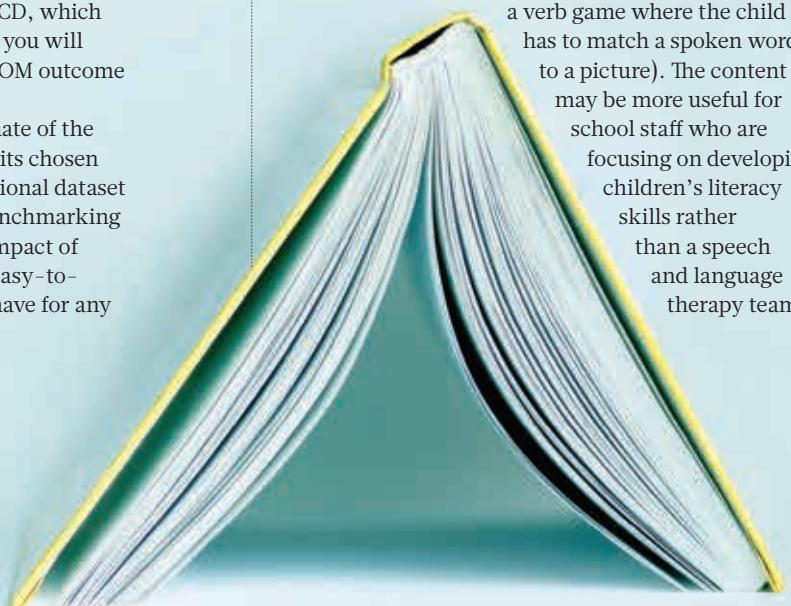 CD, which
you will
OM outcome
ate of the
its chosen
ional dataset
nchmarking
mpact of
asy-to-
have for any
a verb game where the child
has to match a spoken word
to a picture). The content
may be more useful for
school staff who are
focusing on developi
children’s literacy
skills rather
than a speech
and language
therapy team